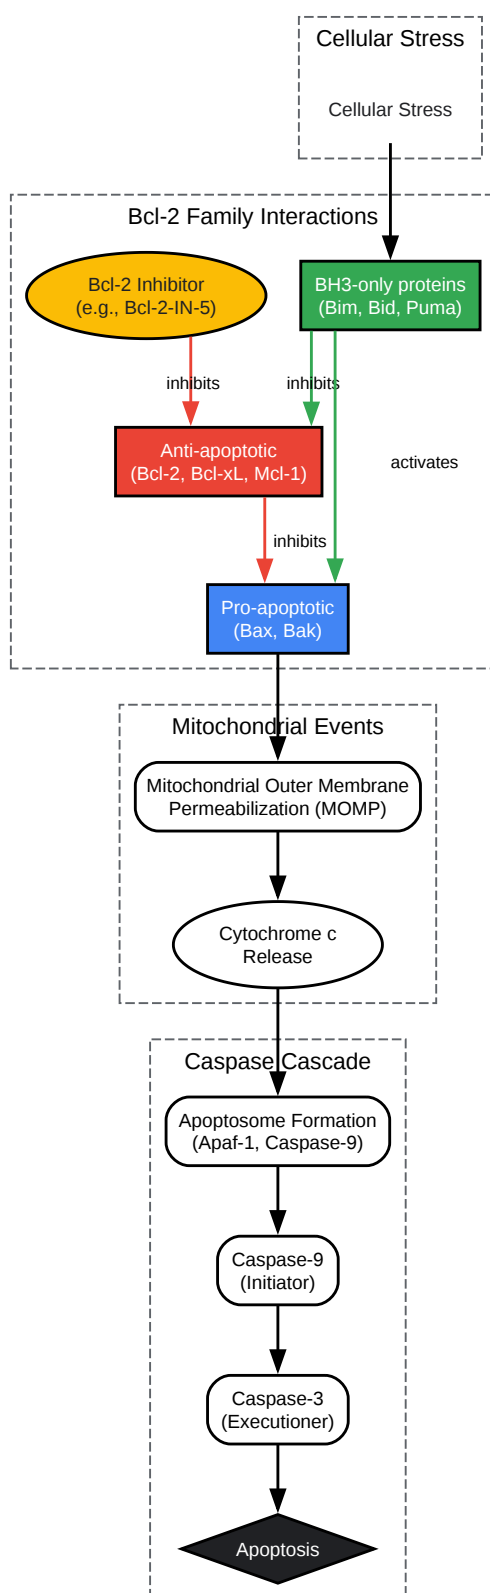 Cellular Stress
Cellular Stress
Bcl-2 Family Interactions
Bcl-2 Inhibitor
(e.g., Bcl-2-IN-5)
BH3-only proteins
(Bim, Bid, Puma)
inhibits
inhibits
Anti-apoptotic
(Bcl-2, Bcl-xL, Mcl-1)
activates
inhibits
Pro-apoptotic
(Bax, Bak)
Mitochondrial Events
Mitochondrial Outer Membrane
Permeabilization (MOMP)
Cytochrome c
Release
Caspase Cascade
Apoptosome Formation
(Apaf-1, Caspase-9)
Caspase-9
(Initiator)
Caspase-3
(Executioner)
Apoptosis